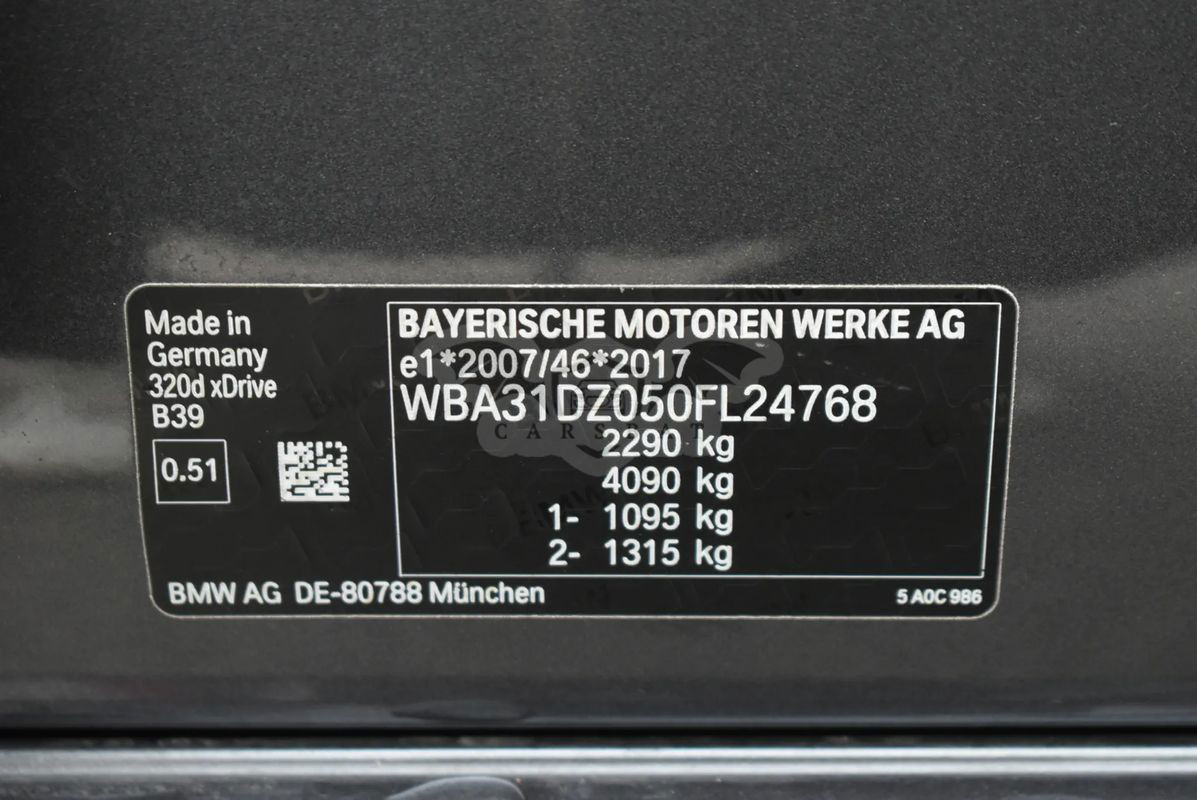 Made in
Germany
320d xDrive
B39
0.51
BAYERISCHE MOTOREN WERKE AG
e1*2007/46*2017
WBA31DZ050FL24768
CARSBAT
2290 kg
4090 kg
1- 1095 kg
2- 1315 kg
BMW AG DE-80788 München
5 A0C 986